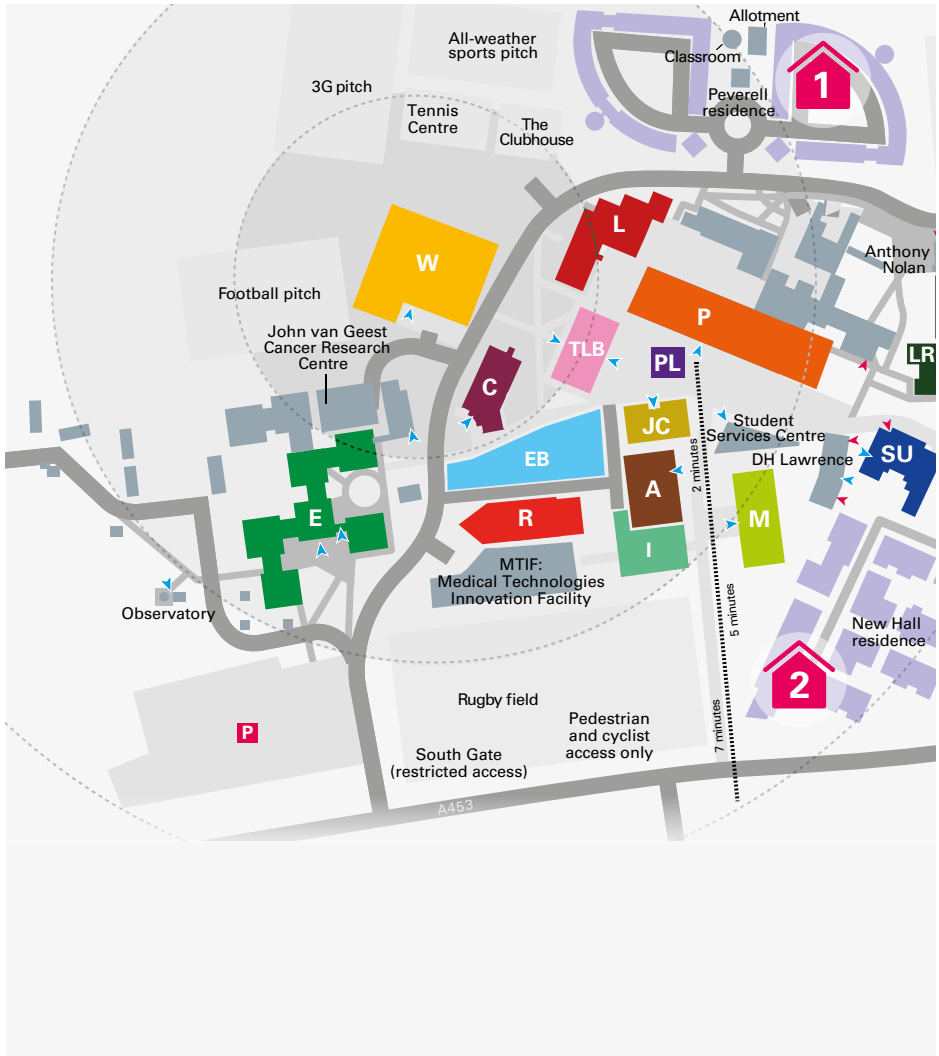 Allotment
All-weather
sports pitch
Classroom
1
3G pitch
Peverell
residence
Tennis
Centre
The
Clubhouse
L
Anthony
Nolan
W
Football pitch
P
John van Geest
Cancer Research
Centre
TLB
PL
LR
C
JC
Student
Services Centre
2 minutes
DH Lawrence
SU
EB
A
E
R
M
I
MTIF:
Medical Technologies
Innovation Facility
Observatory
5 minutes
New Hall
residence
2
Rugby field
P
Pedestrian
and cyclist
access only
7 minutes
South Gate
(restricted access)
A453